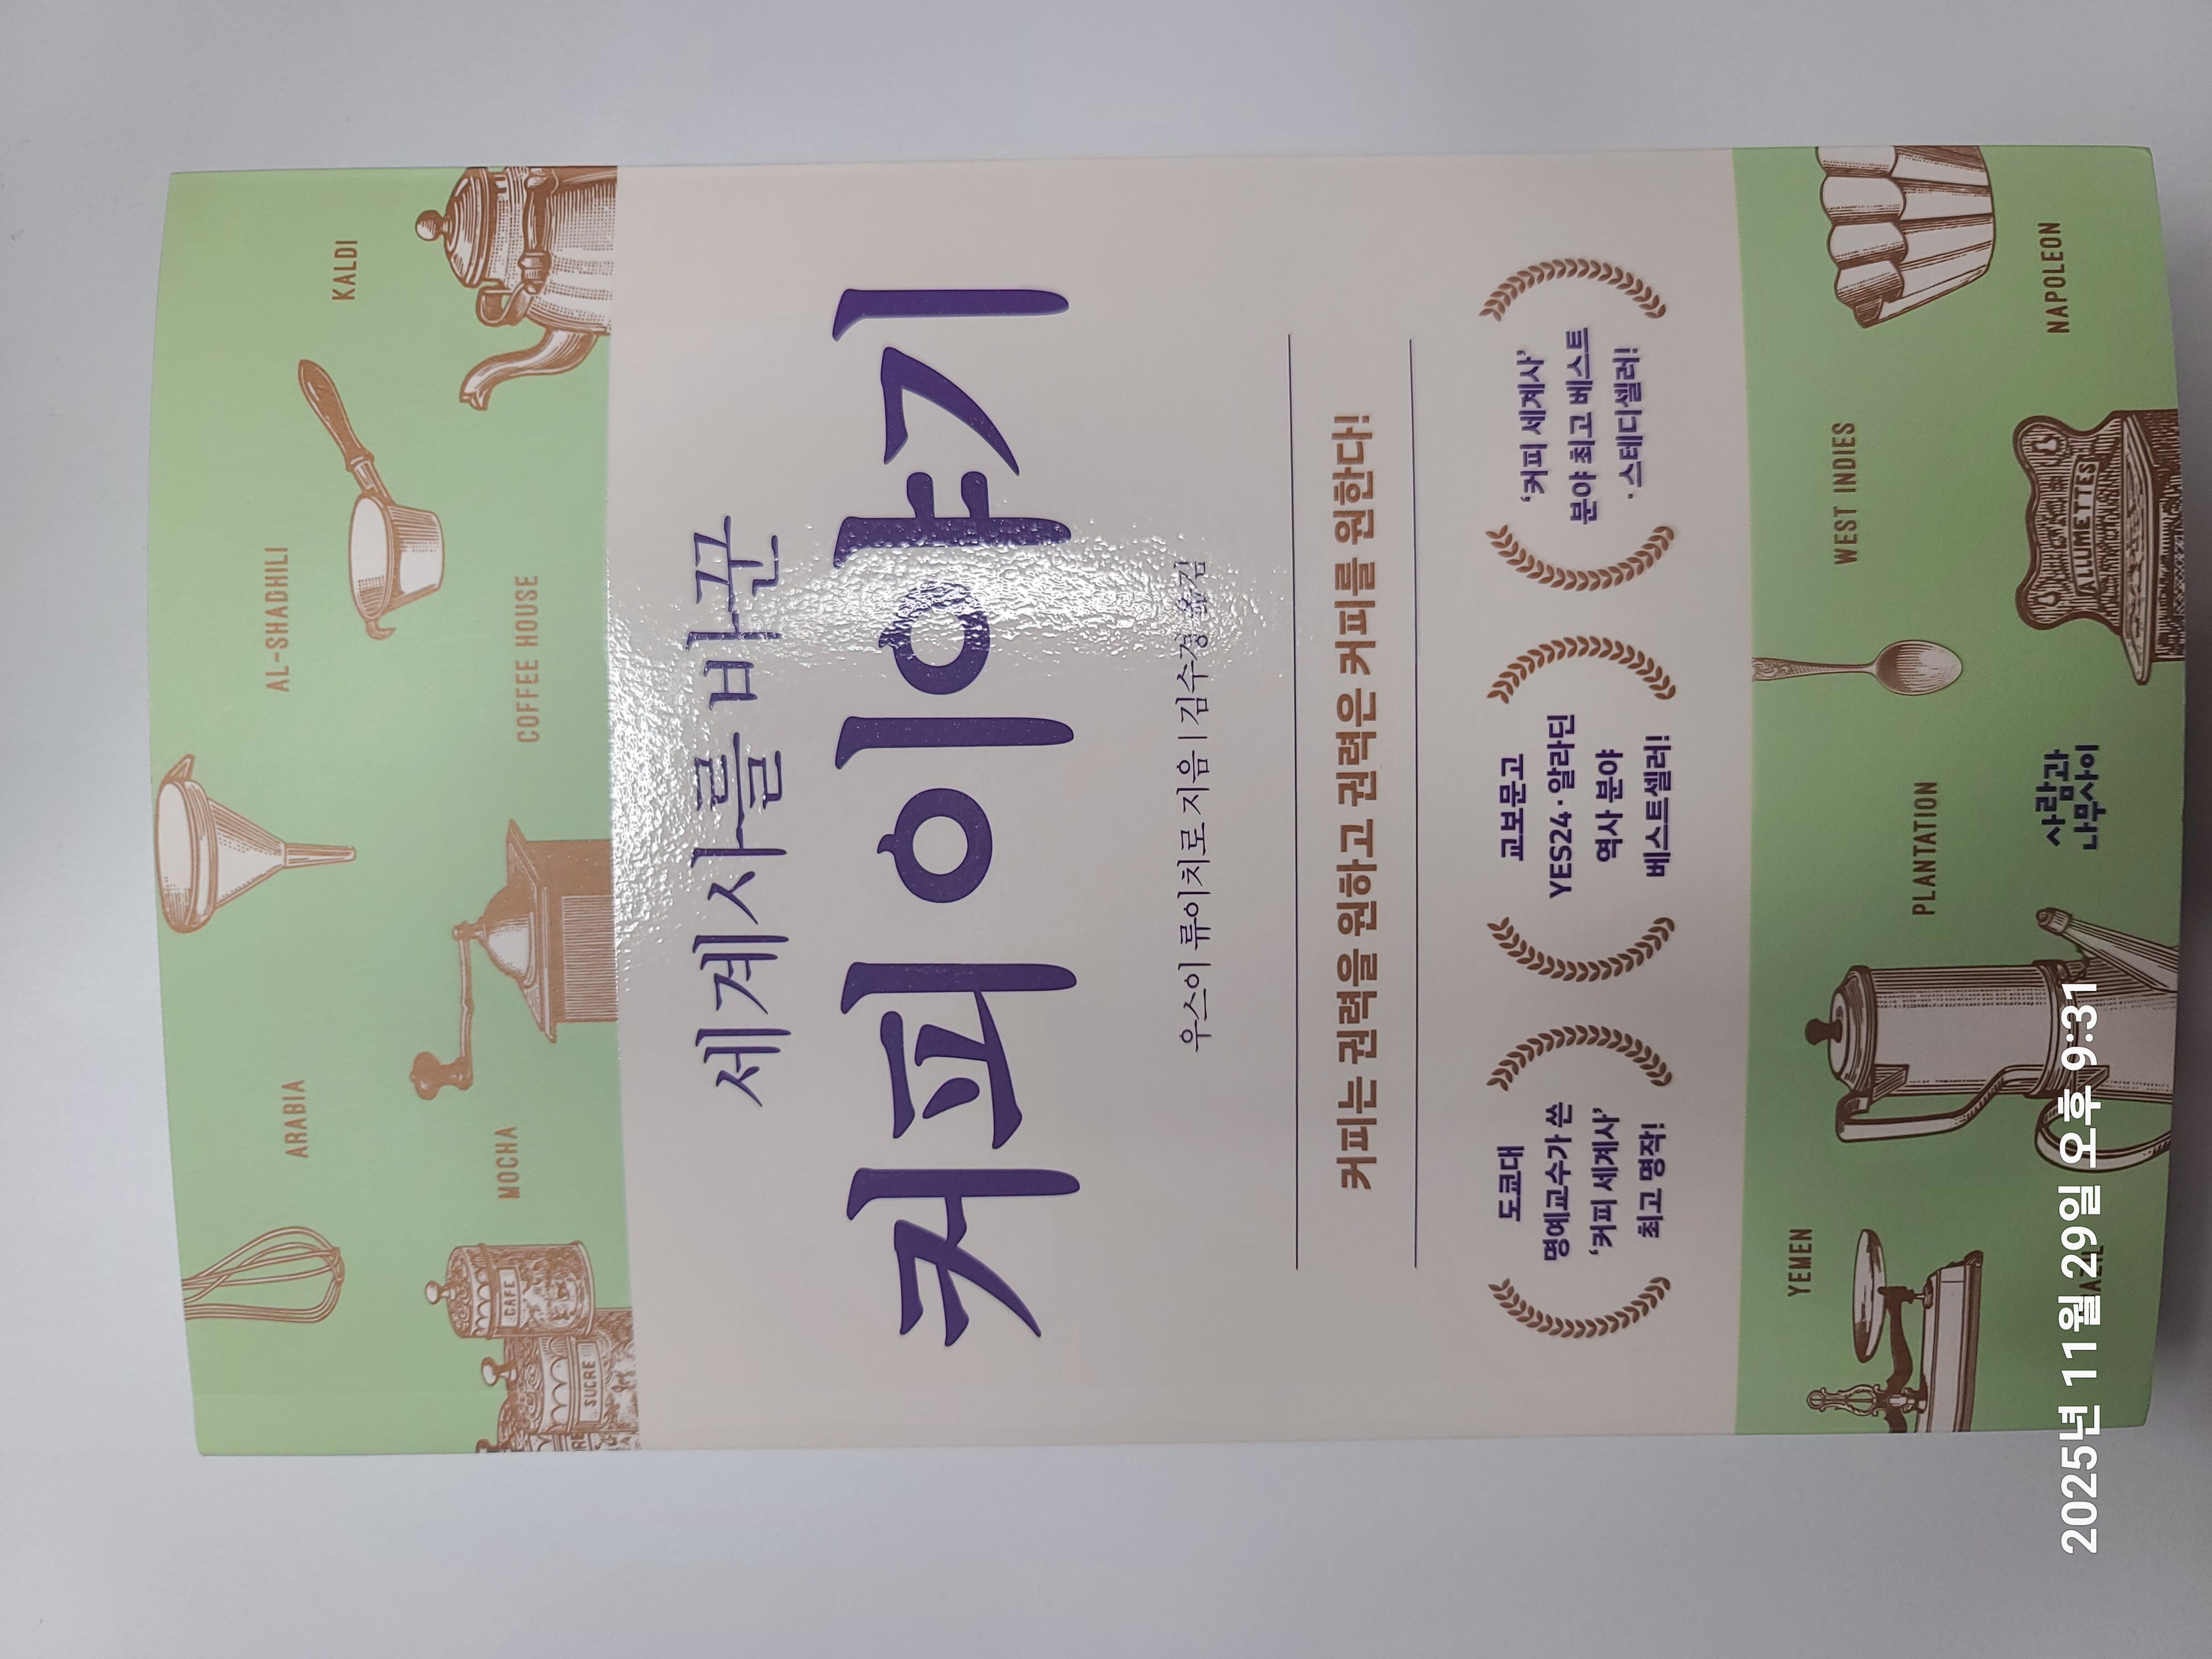 KALDI
AL-SHADHILI
ARABIA
COFFEE HOUSE
MOCHA
CAFE
SUCRE
세계사를 바꾼
커피 이야기
우스이 류이치로 지음 | 김수경 옮김
커피는 권력을 원하고 권력은 커피를 원한다!
도쿄대
명예교수가 쓴
‘커피 세계사’
최고 명작!
교보문고
YES24·알라딘
역사 분야
베스트셀러!
‘커피 세계사’
분야 최고 베스트
·스테디셀러!
YEMEN
WEST INDIES
PLANTATION
NAPOLEON
ALLUMETTES
사람과
나무사이
2025년 11월 29일 오후 9:31